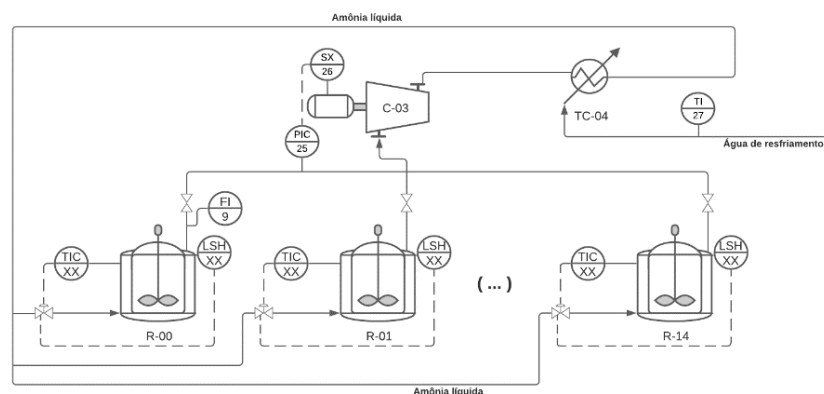 Amônia líquida
SX
26
C-03
TC-04
TI
27
PIC
25
Água de resfriamento
FI
9
TIC
XX
LSH
XX
TIC
XX
LSH
XX
(...)
TIC
XX
LSH
XX
R-00
R-01
R-14
Amônia líguida